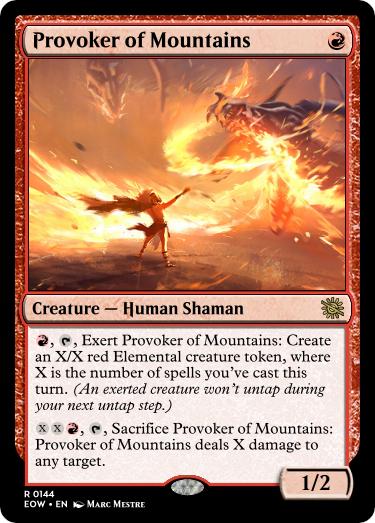 Provoker of Mountains
Creature — Human Shaman
, , Exert Provoker of Mountains: Create
an X/X red Elemental creature token, where
X is the number of spells you’ve cast this
turn. (An exerted creature won’t untap during
your next untap step.)
X X , , Sacrifice Provoker of Mountains:
Provoker of Mountains deals X damage to
any target.
1/2
R 0144
EOW • EN Marc Mestre